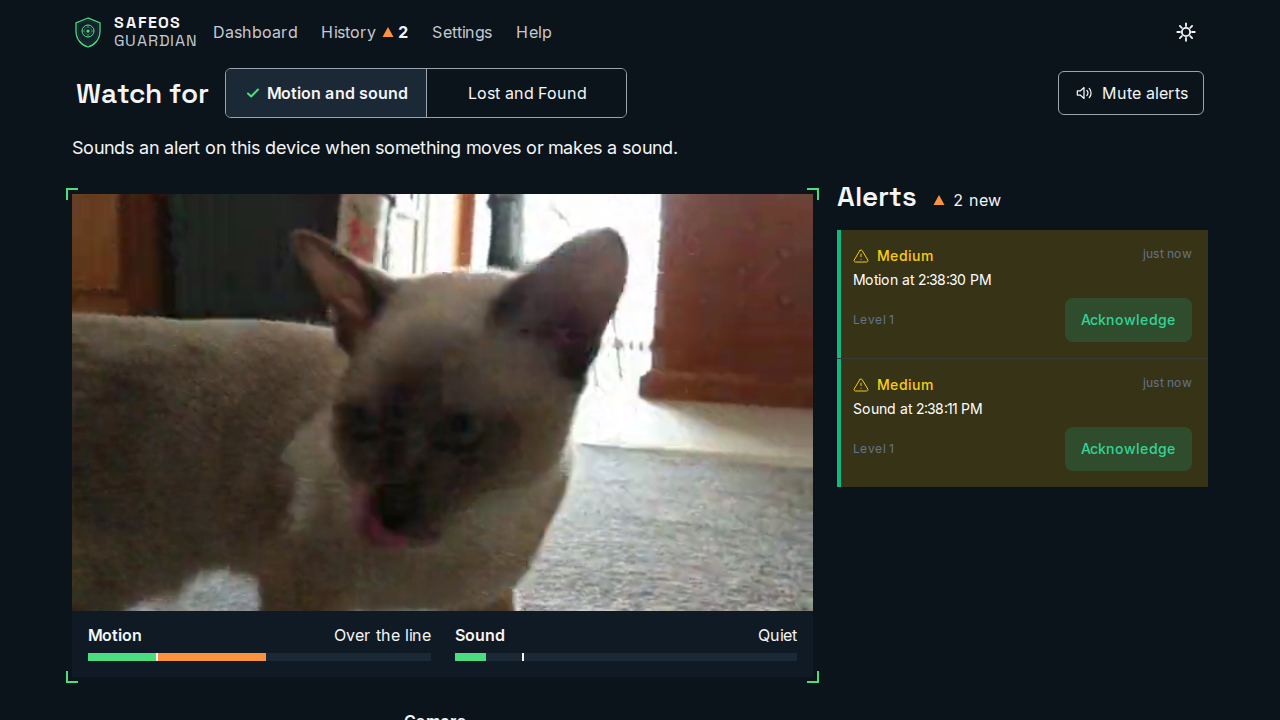 SAFEOS
GUARDIAN
Dashboard
History 2
Settings
Help
Watch for
Motion and sound
Lost and Found
Mute alerts
Sounds an alert on this device when something moves or makes a sound.
Alerts
2 new
Medium
just now
Motion at 2:38:30 PM
Level 1
Acknowledge
Medium
just now
Sound at 2:38:11 PM
Level 1
Acknowledge
Motion
Over the line
Sound
Quiet
Camera